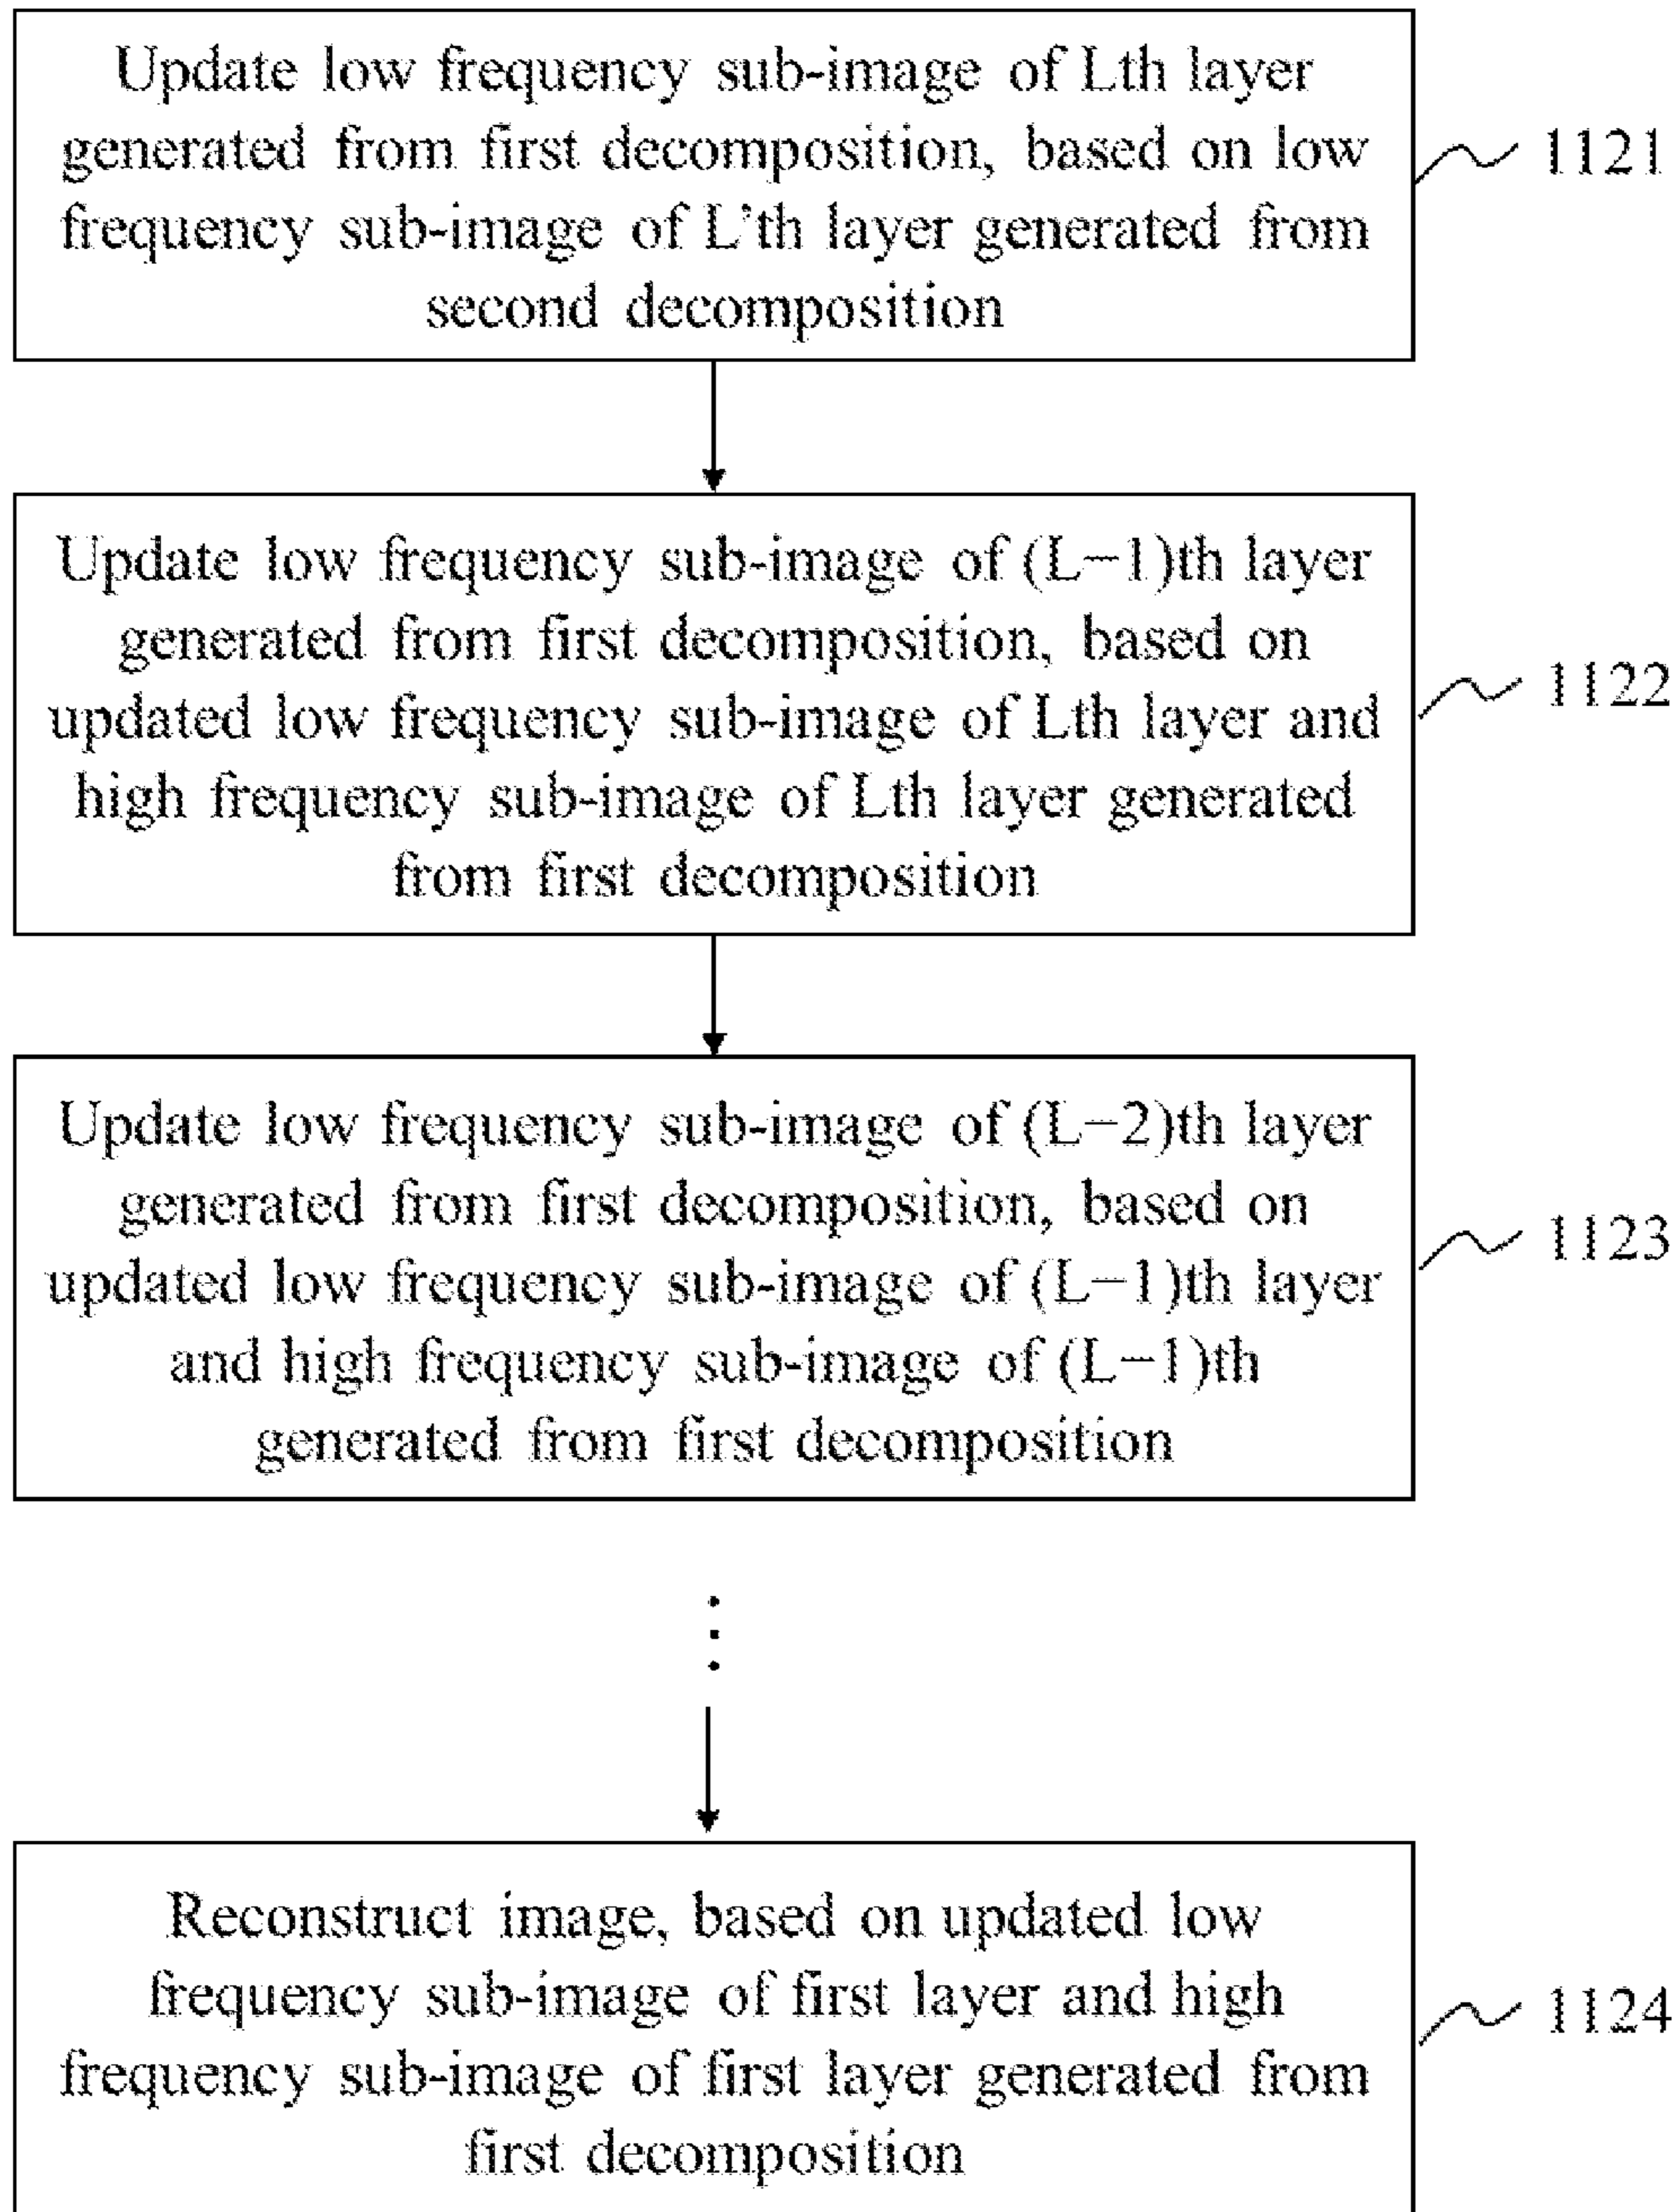 Update low frequency sub-image of Lth layer
generated from first decomposition, based on low
frequency sub-image of L'th layer generated from
second decomposition
1121
Update low frequency sub-image of (L−1)th layer
generated from first decomposition, based on
updated low frequency sub-image of Lth layer and
high frequency sub-image of Lth layer generated
from first decomposition
1122
Update low frequency sub-image of (L−2)th layer
generated from first decomposition, based on
updated low frequency sub-image of (L−1)th layer
and high frequency sub-image of (L−1)th
generated from first decomposition
1123
Reconstruct image, based on updated low
frequency sub-image of first layer and high
frequency sub-image of first layer generated from
first decomposition
1124